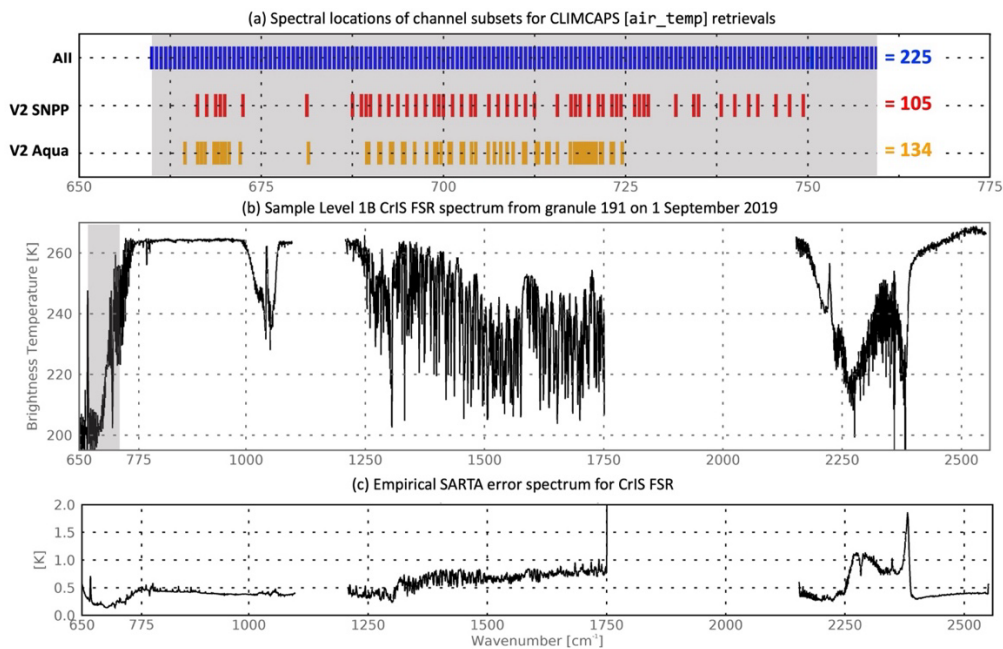 (a) Spectral locations of channel subsets for CLIMCAPS [air_temp] retrievals
All
= 225
V2 SNPP
= 105
V2 Aqua
= 134
650 675 700 725 750 775
(b) Sample Level 1B CrIS FSR spectrum from granule 191 on 1 September 2019
Brightness Temperature [K]
260
240
220
200
650 775 1000 1250 1500 1750 2000 2250 2500
(c) Empirical SARTA error spectrum for CrIS FSR
[K]
2.0
1.5
1.0
0.5
0.0
650 775 1000 1250 1500 1750 2000 2250 2500
Wavenumber [cm⁻¹]